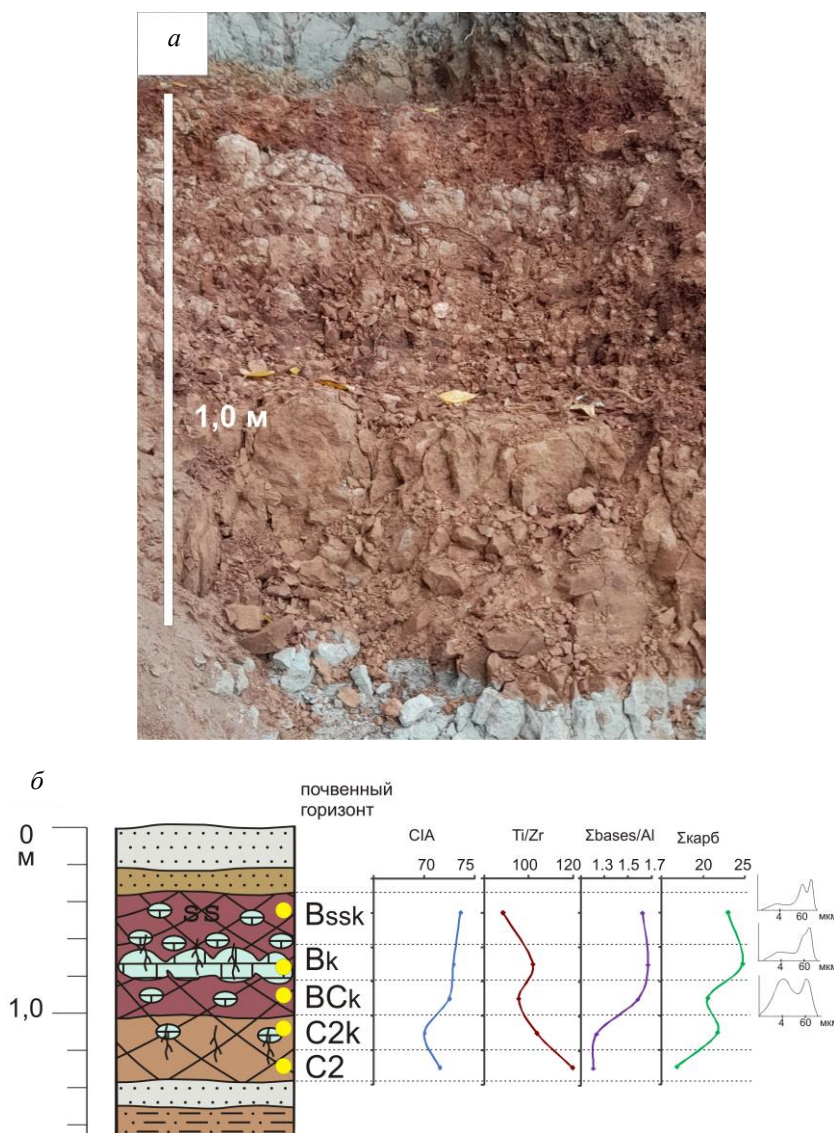 а
1,0 м
б
почвенный
горизонт
0
м
CIA
Ti/Zr
Σbases/Al
Σкарб
70 75
100 120
1.3 1.5 1.7
20 25
ss
Bssk
4 60 мкм
Bk
4 60 мкм
1,0
BCk
4 60 мкм
C2k
C2